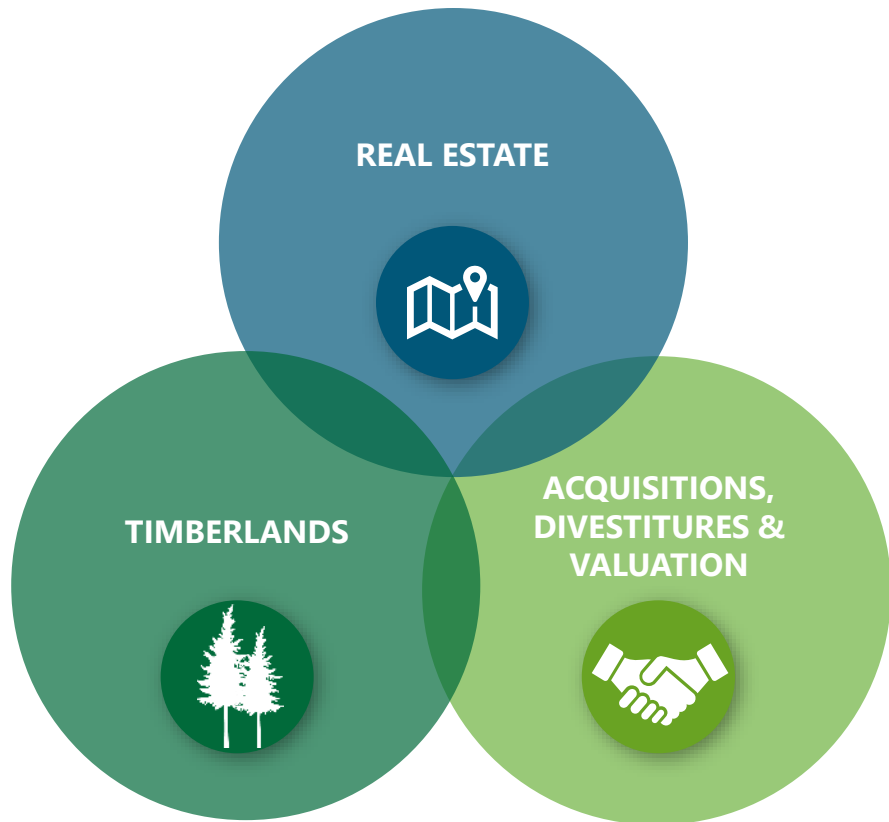 REAL ESTATE
TIMBERLANDS
ACQUISITIONS,
DIVESTITURES &
VALUATION